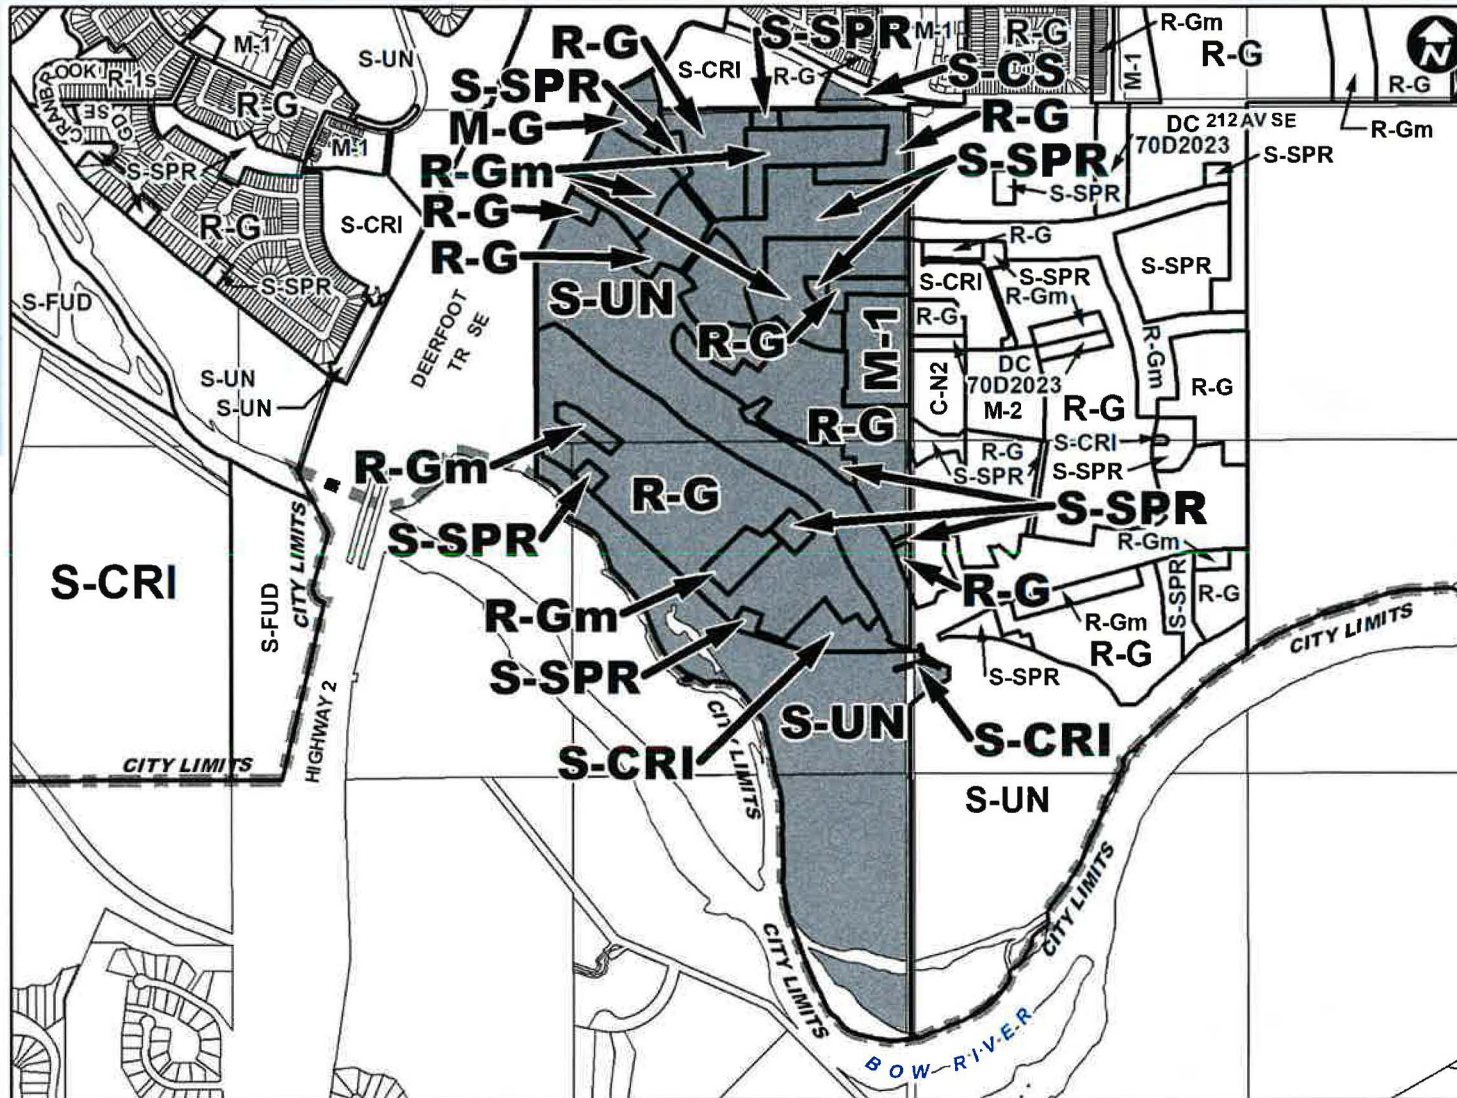 R-G
S-SPR
M-1
R-G
R-Gm
M-1
S-UN
S-CRI
R-G
S-CS
R-G
M-1
R-Gm
R-G
N
R-1s
S-SPR
R-G
M-G
R-G
DC
212 AV SE
70D2023
R-Gm
S-SPR
GD SE
M-1
S-SPR
R-Gm
S-SPR
S-SPR
R-G
R-G
S-CRI
R-G
R-G
S-SPR
S-UN
S-CRI
S-SPR
S-SPR
R-Gm
S-FUD
DEERFOOT
TR SE
R-G
M-1
R-G
R-Gm
S-UN
S-UN
DC
70D2023
C-N2
M-2
R-G
R-G
R-G
S-CRI
R-Gm
R-G
S-SPR
S-SPR
R-G
S-SPR
S-SPR
R-Gm
CITY LIMITS
S-CRI
S-FUD
R-G
S-SPR
R-G
R-Gm
R-Gm
R-G
CITY LIMITS
S-SPR
S-SPR
HIGHWAY 2
S-UN
S-CRI
S-CRI
CITY LIMITS
CITY LIMITS
S-UN
CITY LIMITS
CITY LIMITS
BOW RIVER